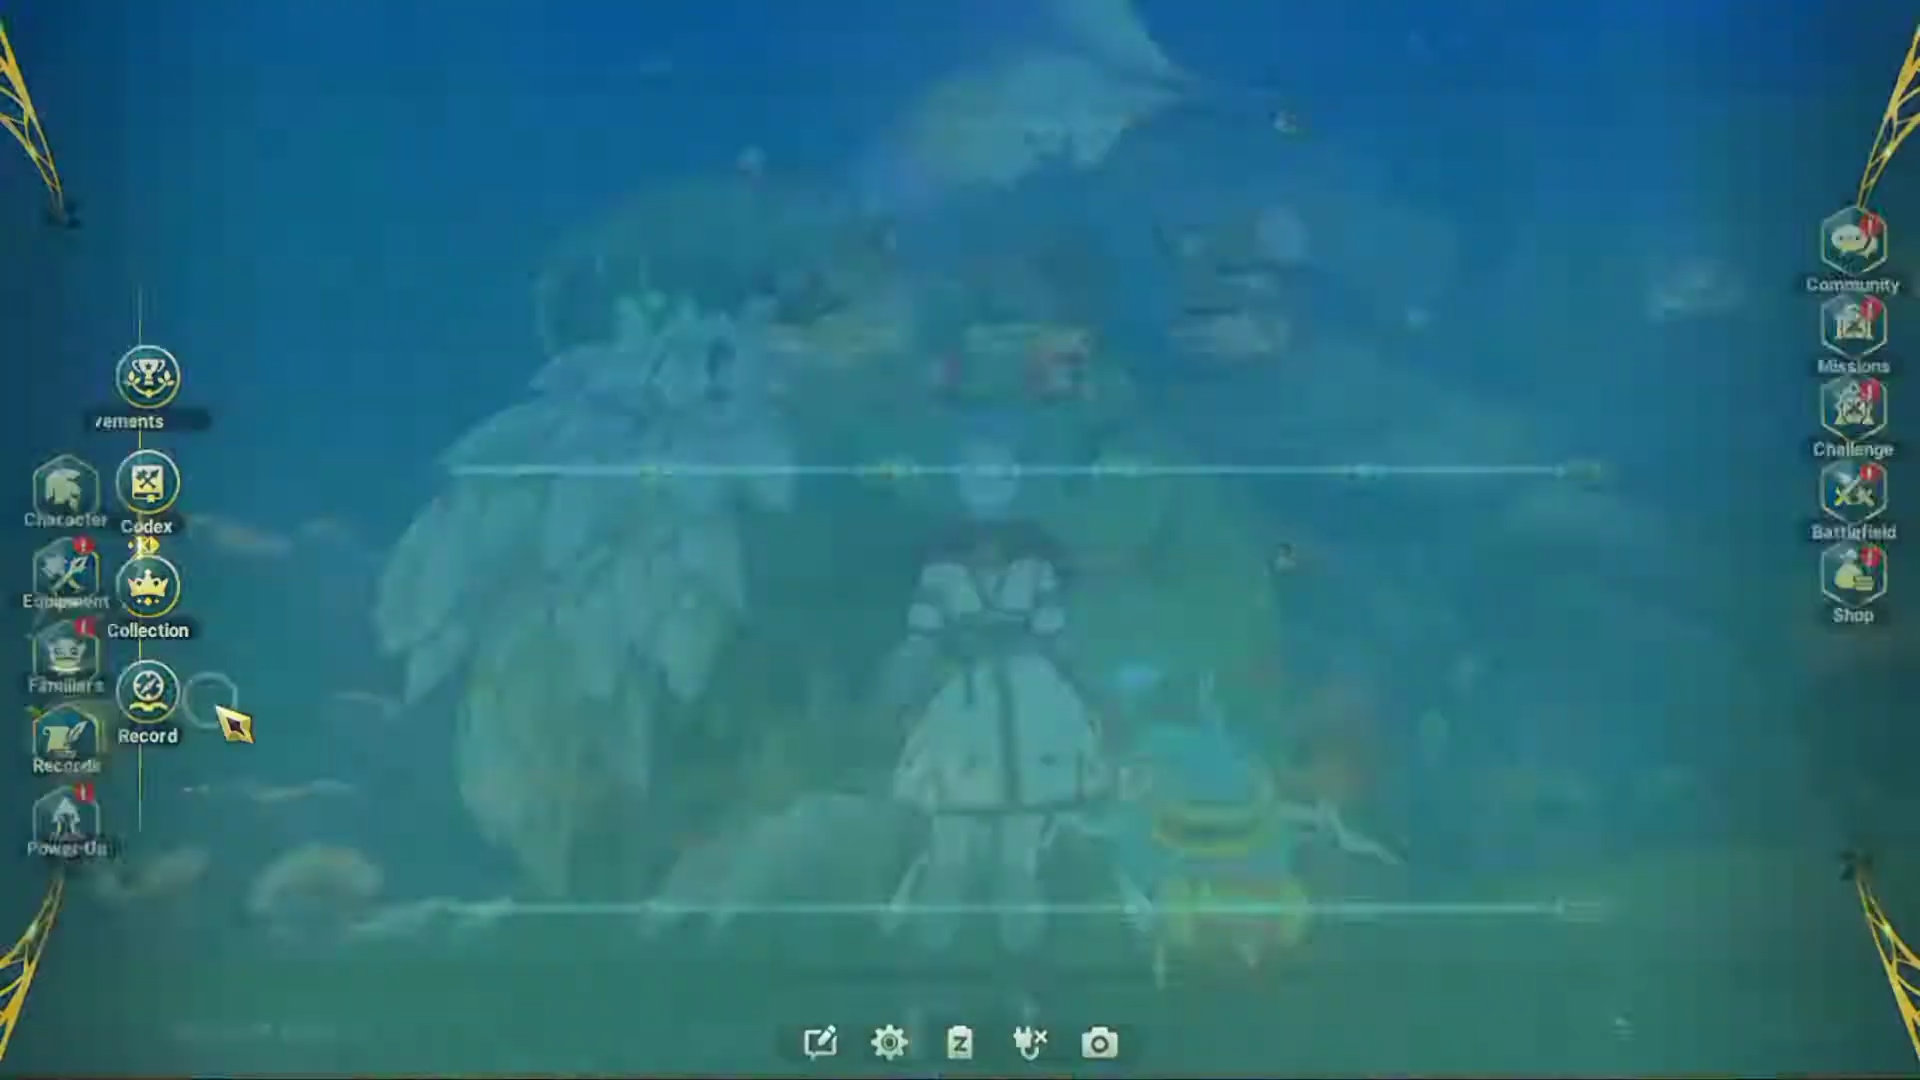 vements
Character
Codex
Equipment
Collection
Familiars
Record
Records
Power-Up
Community
Missions
Challenge
Battlefield
Shop
Z